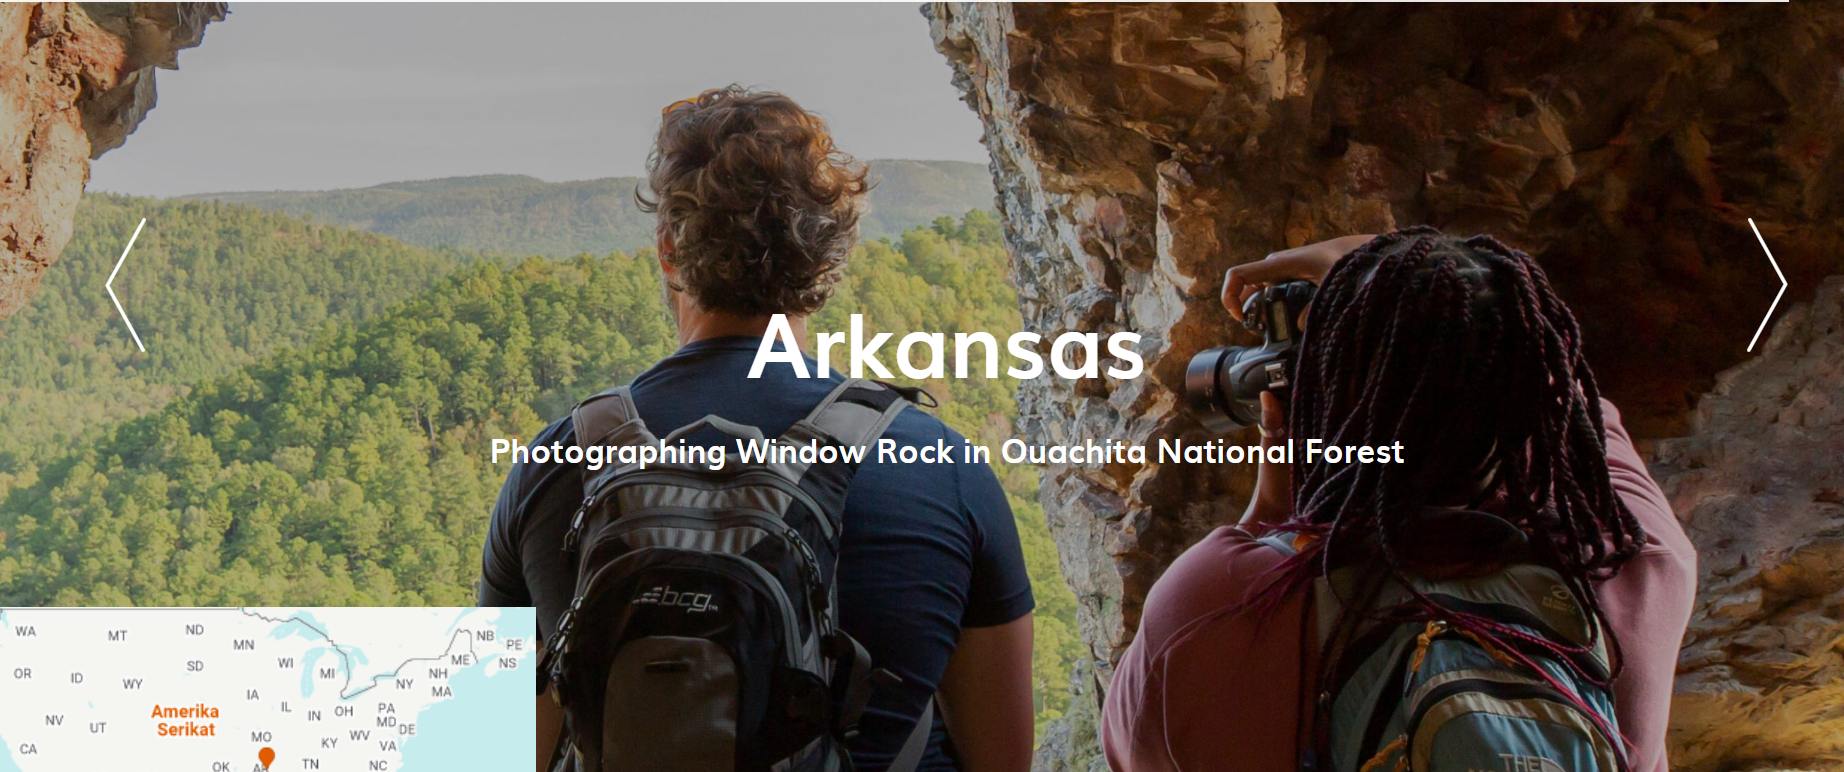 Arkansas
Photographing Window Rock in Ouachita National Forest
bcg
THE
WA
MT
ND
MN
NB
PE
OR
ID
SD
WI
MI
ME
NS
WY
NH
NY
MA
IA
IL
IN
OH
PA
NV
UT
Amerika
Serikat
MD
DE
MO
WV
CA
KY
VA
OK
TN
NC